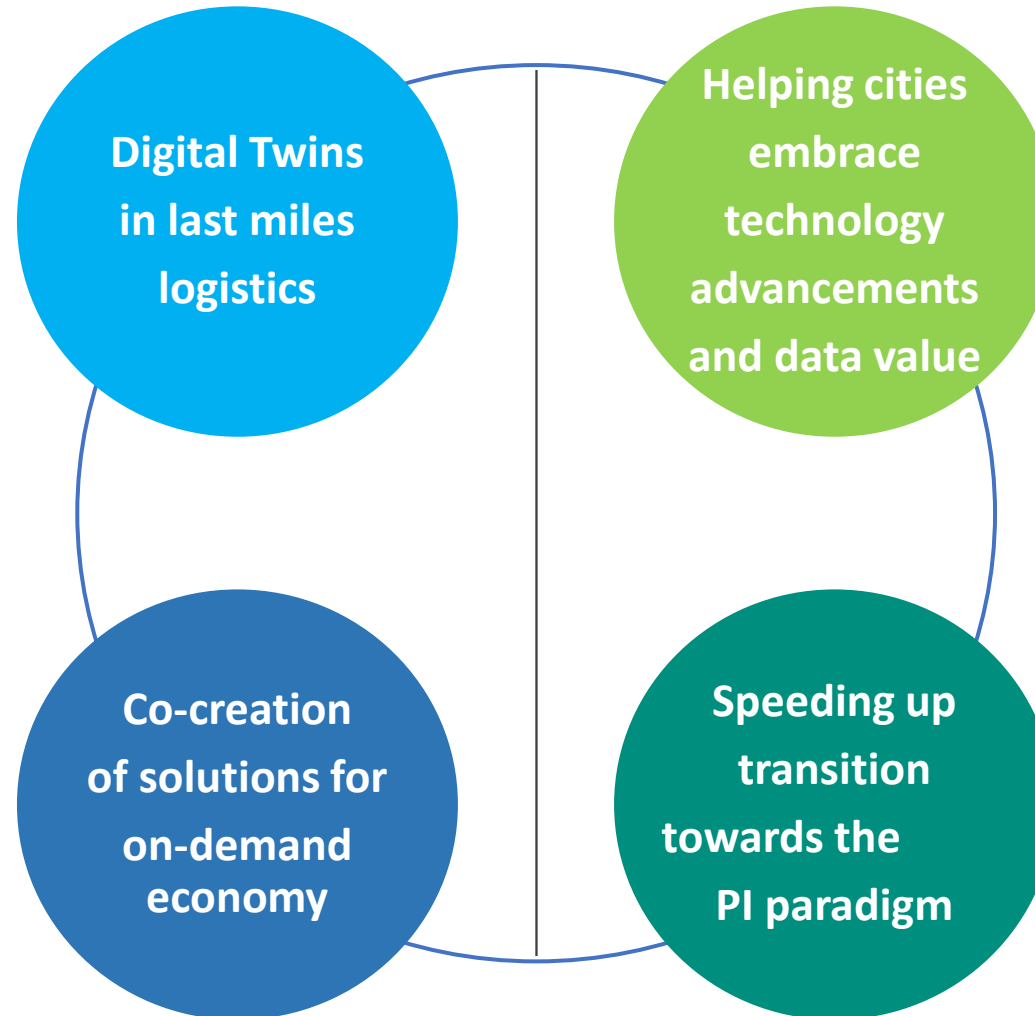 Digital Twins
in last miles
logistics
Helping cities
embrace
technology
advancements
and data value
Co-creation
of solutions for
on-demand
economy
Speeding up
transition
towards the
PI paradigm